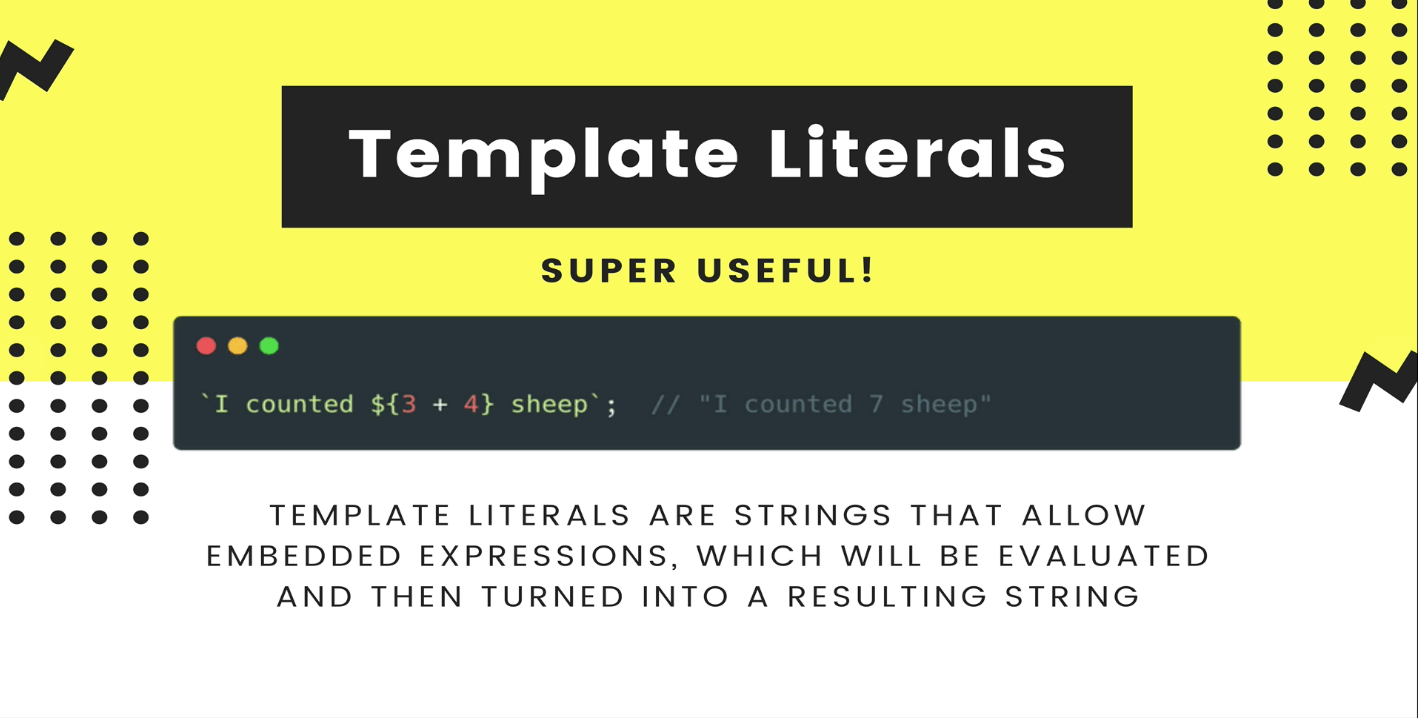 Template Literals
SUPER USEFUL!
`I counted ${3 + 4} sheep`;  // "I counted 7 sheep"
TEMPLATE LITERALS ARE STRINGS THAT ALLOW
EMBEDDED EXPRESSIONS, WHICH WILL BE EVALUATED
AND THEN TURNED INTO A RESULTING STRING